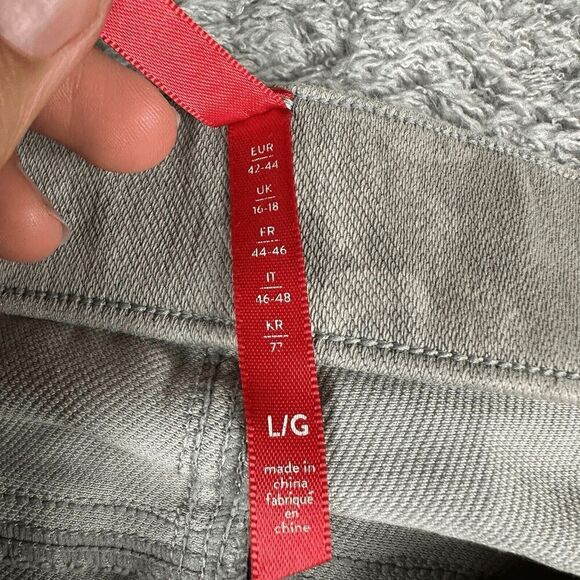 EUR
42-44
UK
16-18
FR
44-46
IT
46-48
KR
77
L/G
made in
china
fabriqué
en
chine